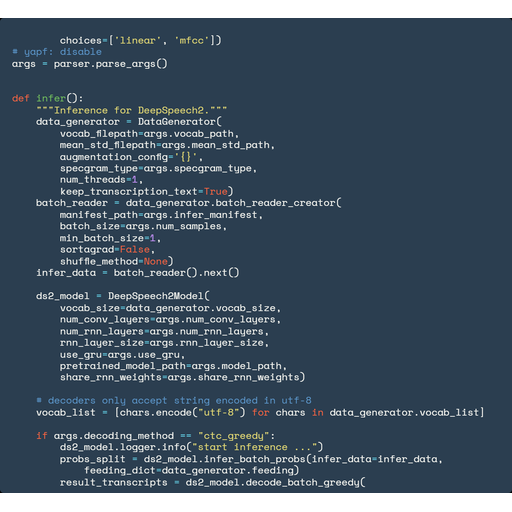 choices=['linear', 'mfcc'])
# yapf: disable
args = parser.parse_args()


def infer():
    """Inference for DeepSpeech2."""
    data_generator = DataGenerator(
        vocab_filepath=args.vocab_path,
        mean_std_filepath=args.mean_std_path,
        augmentation_config='{}',
        specgram_type=args.specgram_type,
        num_threads=1,
        keep_transcription_text=True)
    batch_reader = data_generator.batch_reader_creator(
        manifest_path=args.infer_manifest,
        batch_size=args.num_samples,
        min_batch_size=1,
        sortagrad=False,
        shuffle_method=None)
    infer_data = batch_reader().next()

    ds2_model = DeepSpeech2Model(
        vocab_size=data_generator.vocab_size,
        num_conv_layers=args.num_conv_layers,
        num_rnn_layers=args.num_rnn_layers,
        rnn_layer_size=args.rnn_layer_size,
        use_gru=args.use_gru,
        pretrained_model_path=args.model_path,
        share_rnn_weights=args.share_rnn_weights)

    # decoders only accept string encoded in utf-8
    vocab_list = [chars.encode("utf-8") for chars in data_generator.vocab_list]

    if args.decoding_method == "ctc_greedy":
        ds2_model.logger.info("start inference ...")
        probs_split = ds2_model.infer_batch_probs(infer_data=infer_data,
            feeding_dict=data_generator.feeding)
        result_transcripts = ds2_model.decode_batch_greedy(